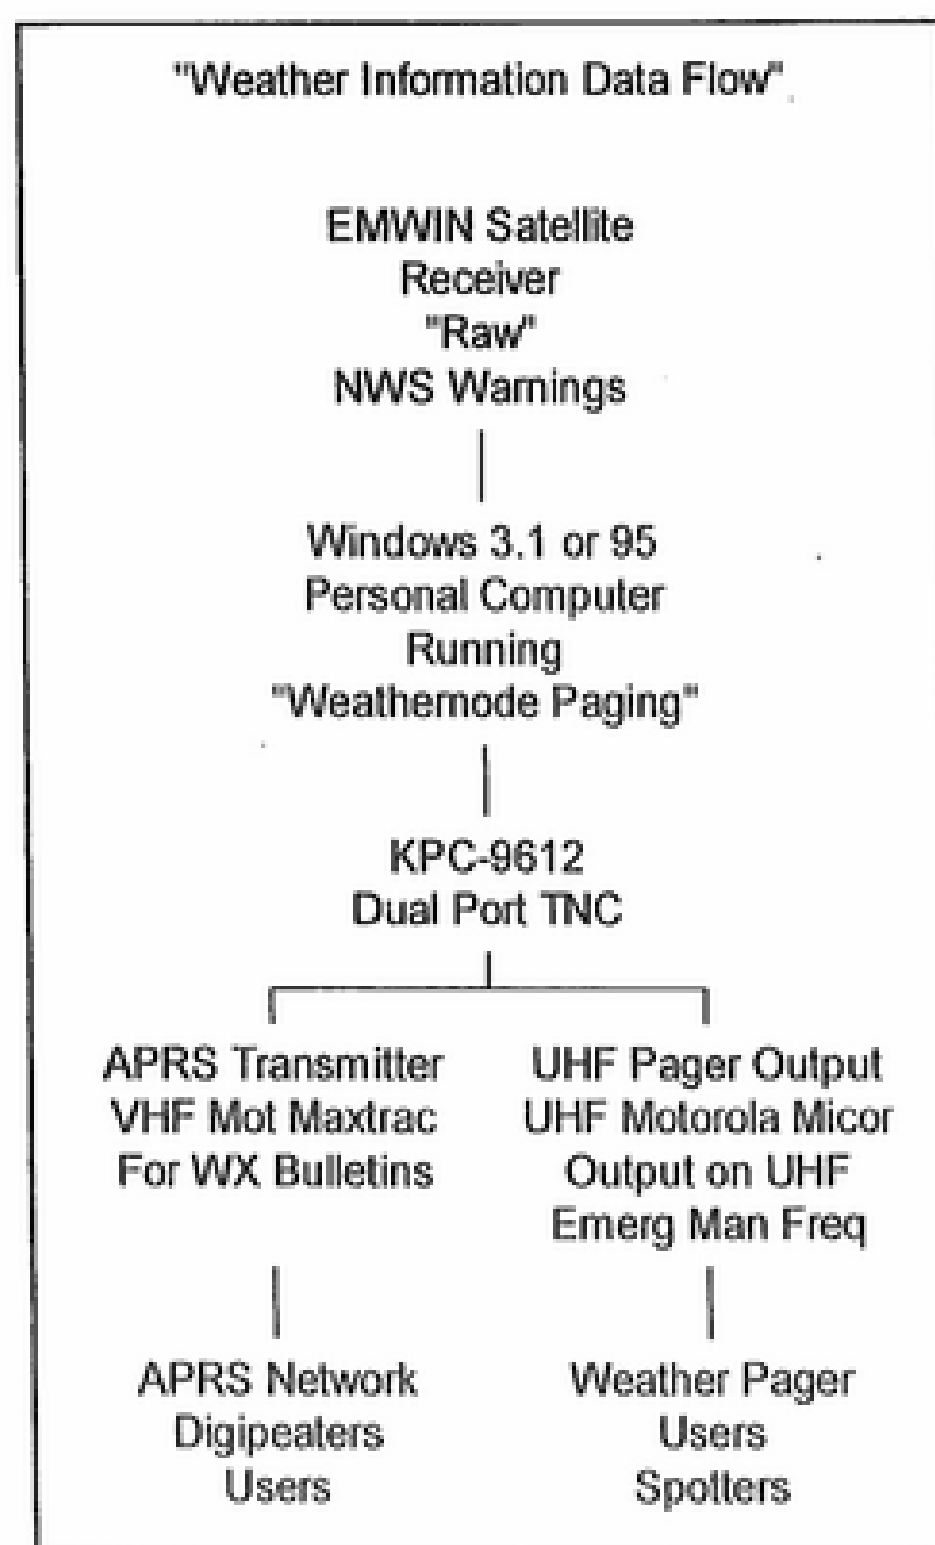 "Weather Information Data Flow"
EMWIN Satellite
Receiver
"Raw"
NWS Warnings
Windows 3.1 or 95
Personal Computer
Running
"Weathernode Paging"
KPC-9612
Dual Port TNC
APRS Transmitter
VHF Mot Maxtrac
For WX Bulletins
UHF Pager Output
UHF Motorola Micor
Output on UHF
Emerg Man Freq
APRS Network
Digipeaters
Users
Weather Pager
Users
Spotters